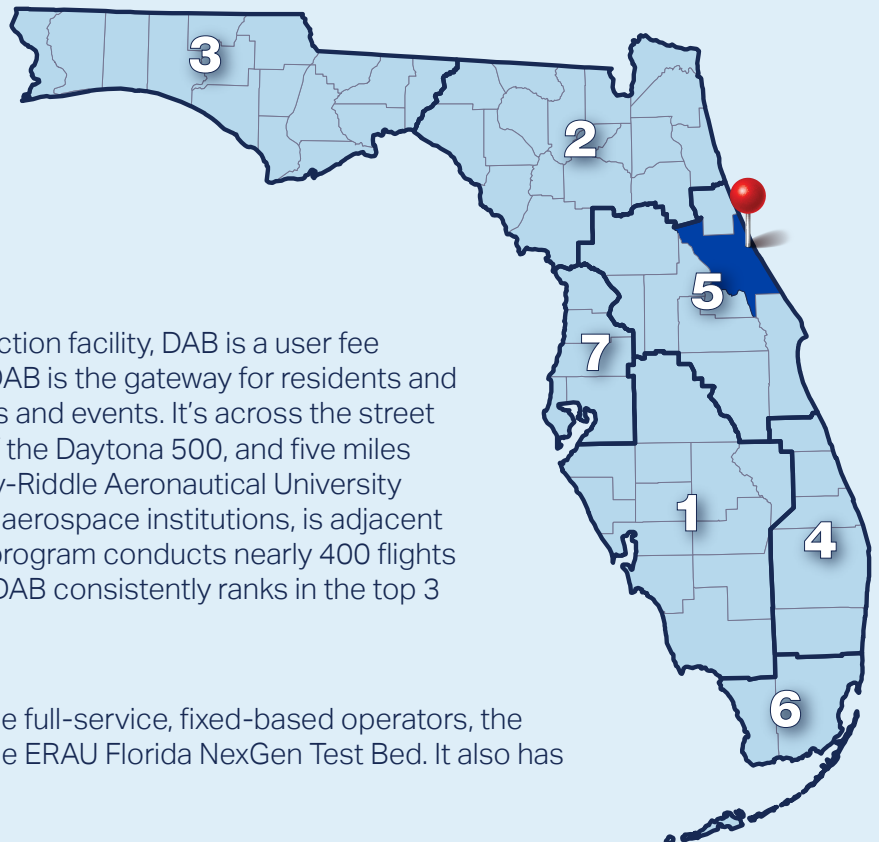 3
2
5
7
1
4
6
ction facility, DAB is a user fee
DAB is the gateway for residents and
s and events. It's across the street
the Daytona 500, and five miles
y-Riddle Aeronautical University
aerospace institutions, is adjacent
program conducts nearly 400 flights
DAB consistently ranks in the top 3
e full-service, fixed-based operators, the
e ERAU Florida NexGen Test Bed. It also has